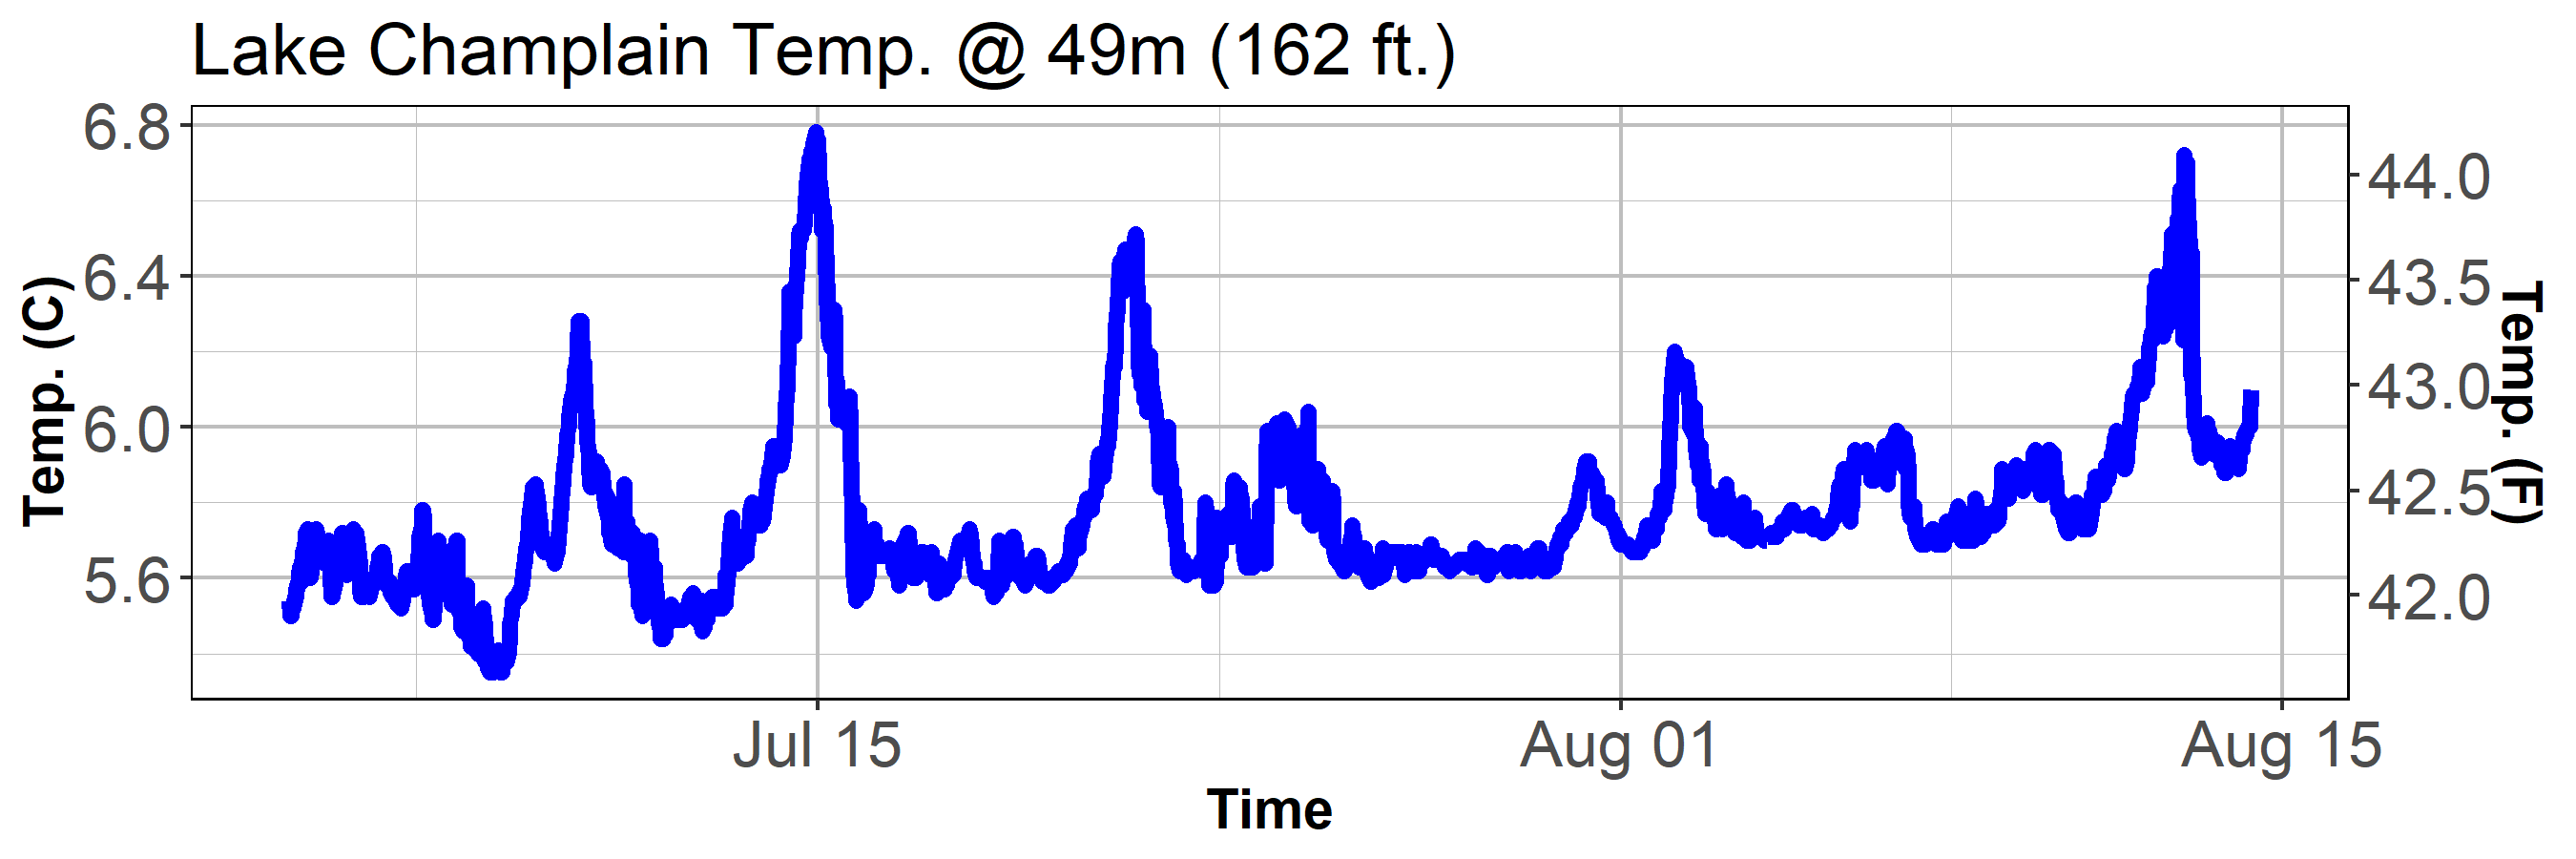 Lake Champlain Temp. @ 49m (162 ft.)
Temp. (C)
6.8
6.4
6.0
5.6
44.0
43.5
43.0
42.5
42.0
Temp. (F)
Jul 15
Aug 01
Aug 15
Time